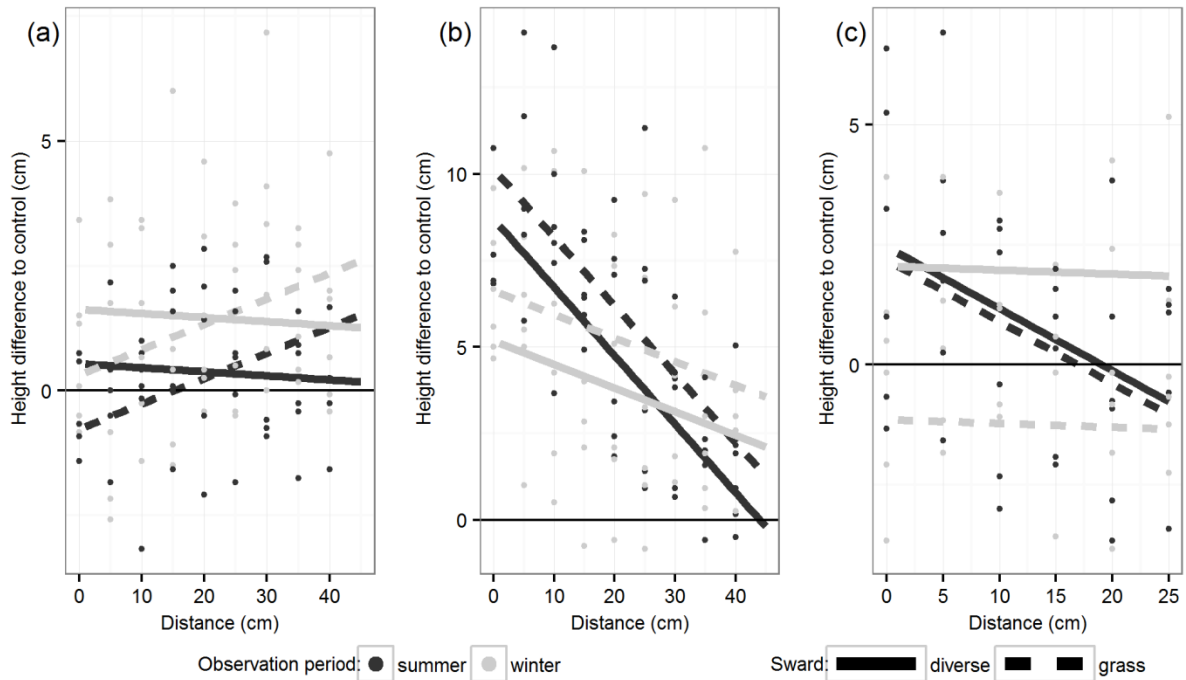 (a)
Height difference to control (cm)
5
0
0 10 20 30 40
Distance (cm)
(b)
Height difference to control (cm)
10
5
0
0 10 20 30 40
Distance (cm)
(c)
Height difference to control (cm)
5
0
0 5 10 15 20 25
Distance (cm)
Observation period: summer winter
Sward: diverse grass